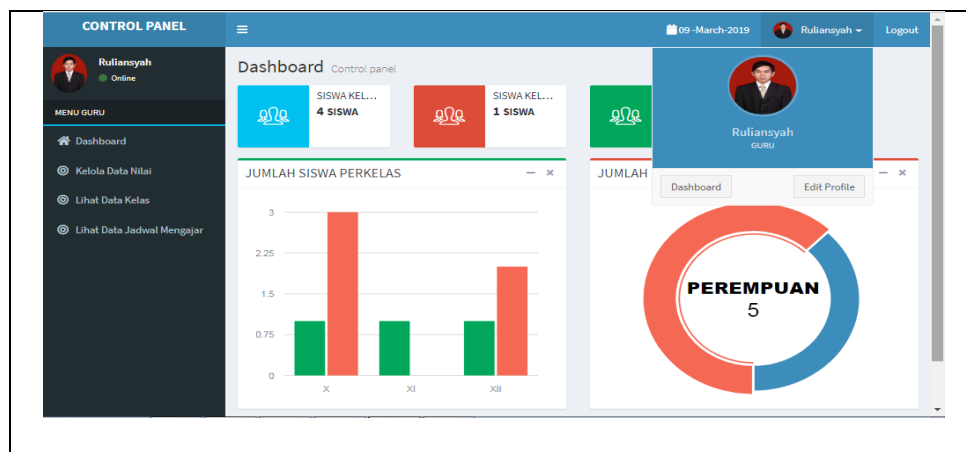 CONTROL PANEL
09 -March-2019
Ruliansyah
Logout
Ruliansyah
Online
MENU GURU
Dashboard
Kelola Data Nilai
Lihat Data Kelas
Lihat Data Jadwal Mengajar
Dashboard Control panel
SISWA KEL...
4 SISWA
SISWA KEL...
1 SISWA
Ruliansyah
GURU
Dashboard
Edit Profile
JUMLAH SISWA PERKELAS
3
2.25
1.5
0.75
0
X
XI
XII
JUMLAH
PEREMPUAN
5